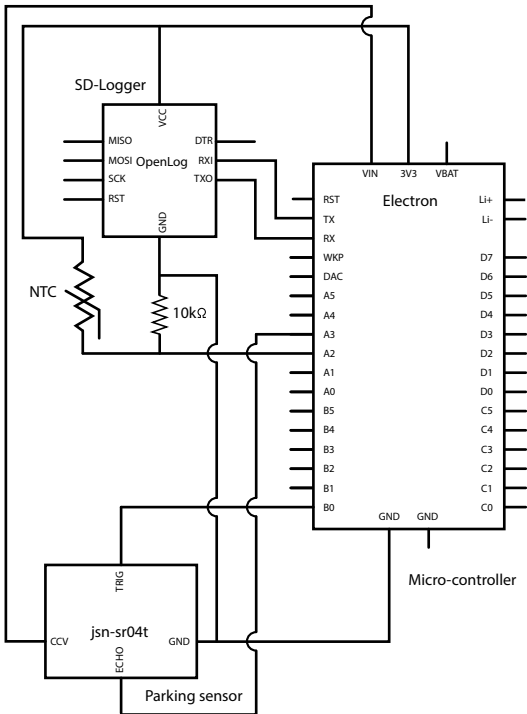 SD-Logger
VCC
MISO
MOSI
SCK
RST
OpenLog
DTR
RXI
TXO
GND
NTC
10kΩ
VIN
3V3
VBAT
Electron
RST
TX
RX
WKP
DAC
A5
A4
A3
A2
A1
A0
B5
B4
B3
B2
B1
B0
Li+
Li-
D7
D6
D5
D4
D3
D2
D1
D0
C5
C4
C3
C2
C1
C0
GND
GND
Micro-controller
TRIG
jsn-sr04t
CCV
GND
ECHO
Parking sensor